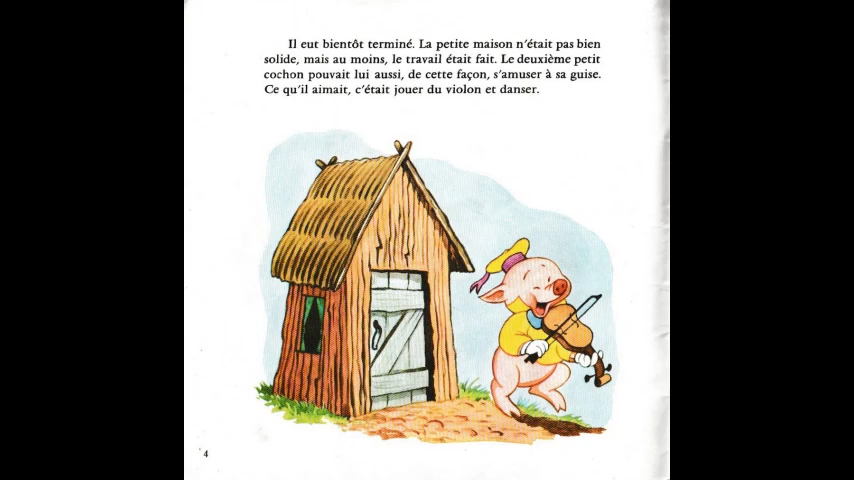 Il eut bientôt terminé. La petite maison n'était pas bien
solide, mais au moins, le travail était fait. Le deuxième petit
cochon pouvait lui aussi, de cette façon, s'amuser à sa guise.
Ce qu'il aimait, c'était jouer du violon et danser.
4